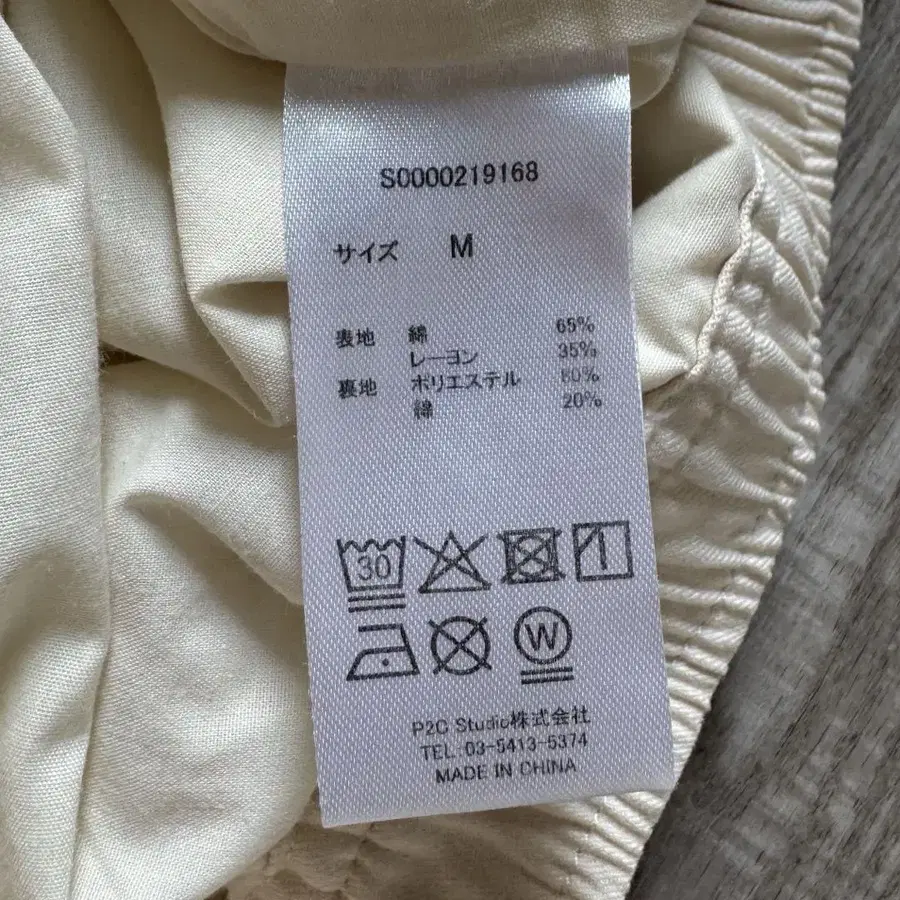 S0000219168
サイズ M
表地 綿 65%
レーヨン 35%
裏地 ポリエステル 80%
綿 20%
30
W
P2C Studio株式会社
TEL:03-5413-5374
MADE IN CHINA